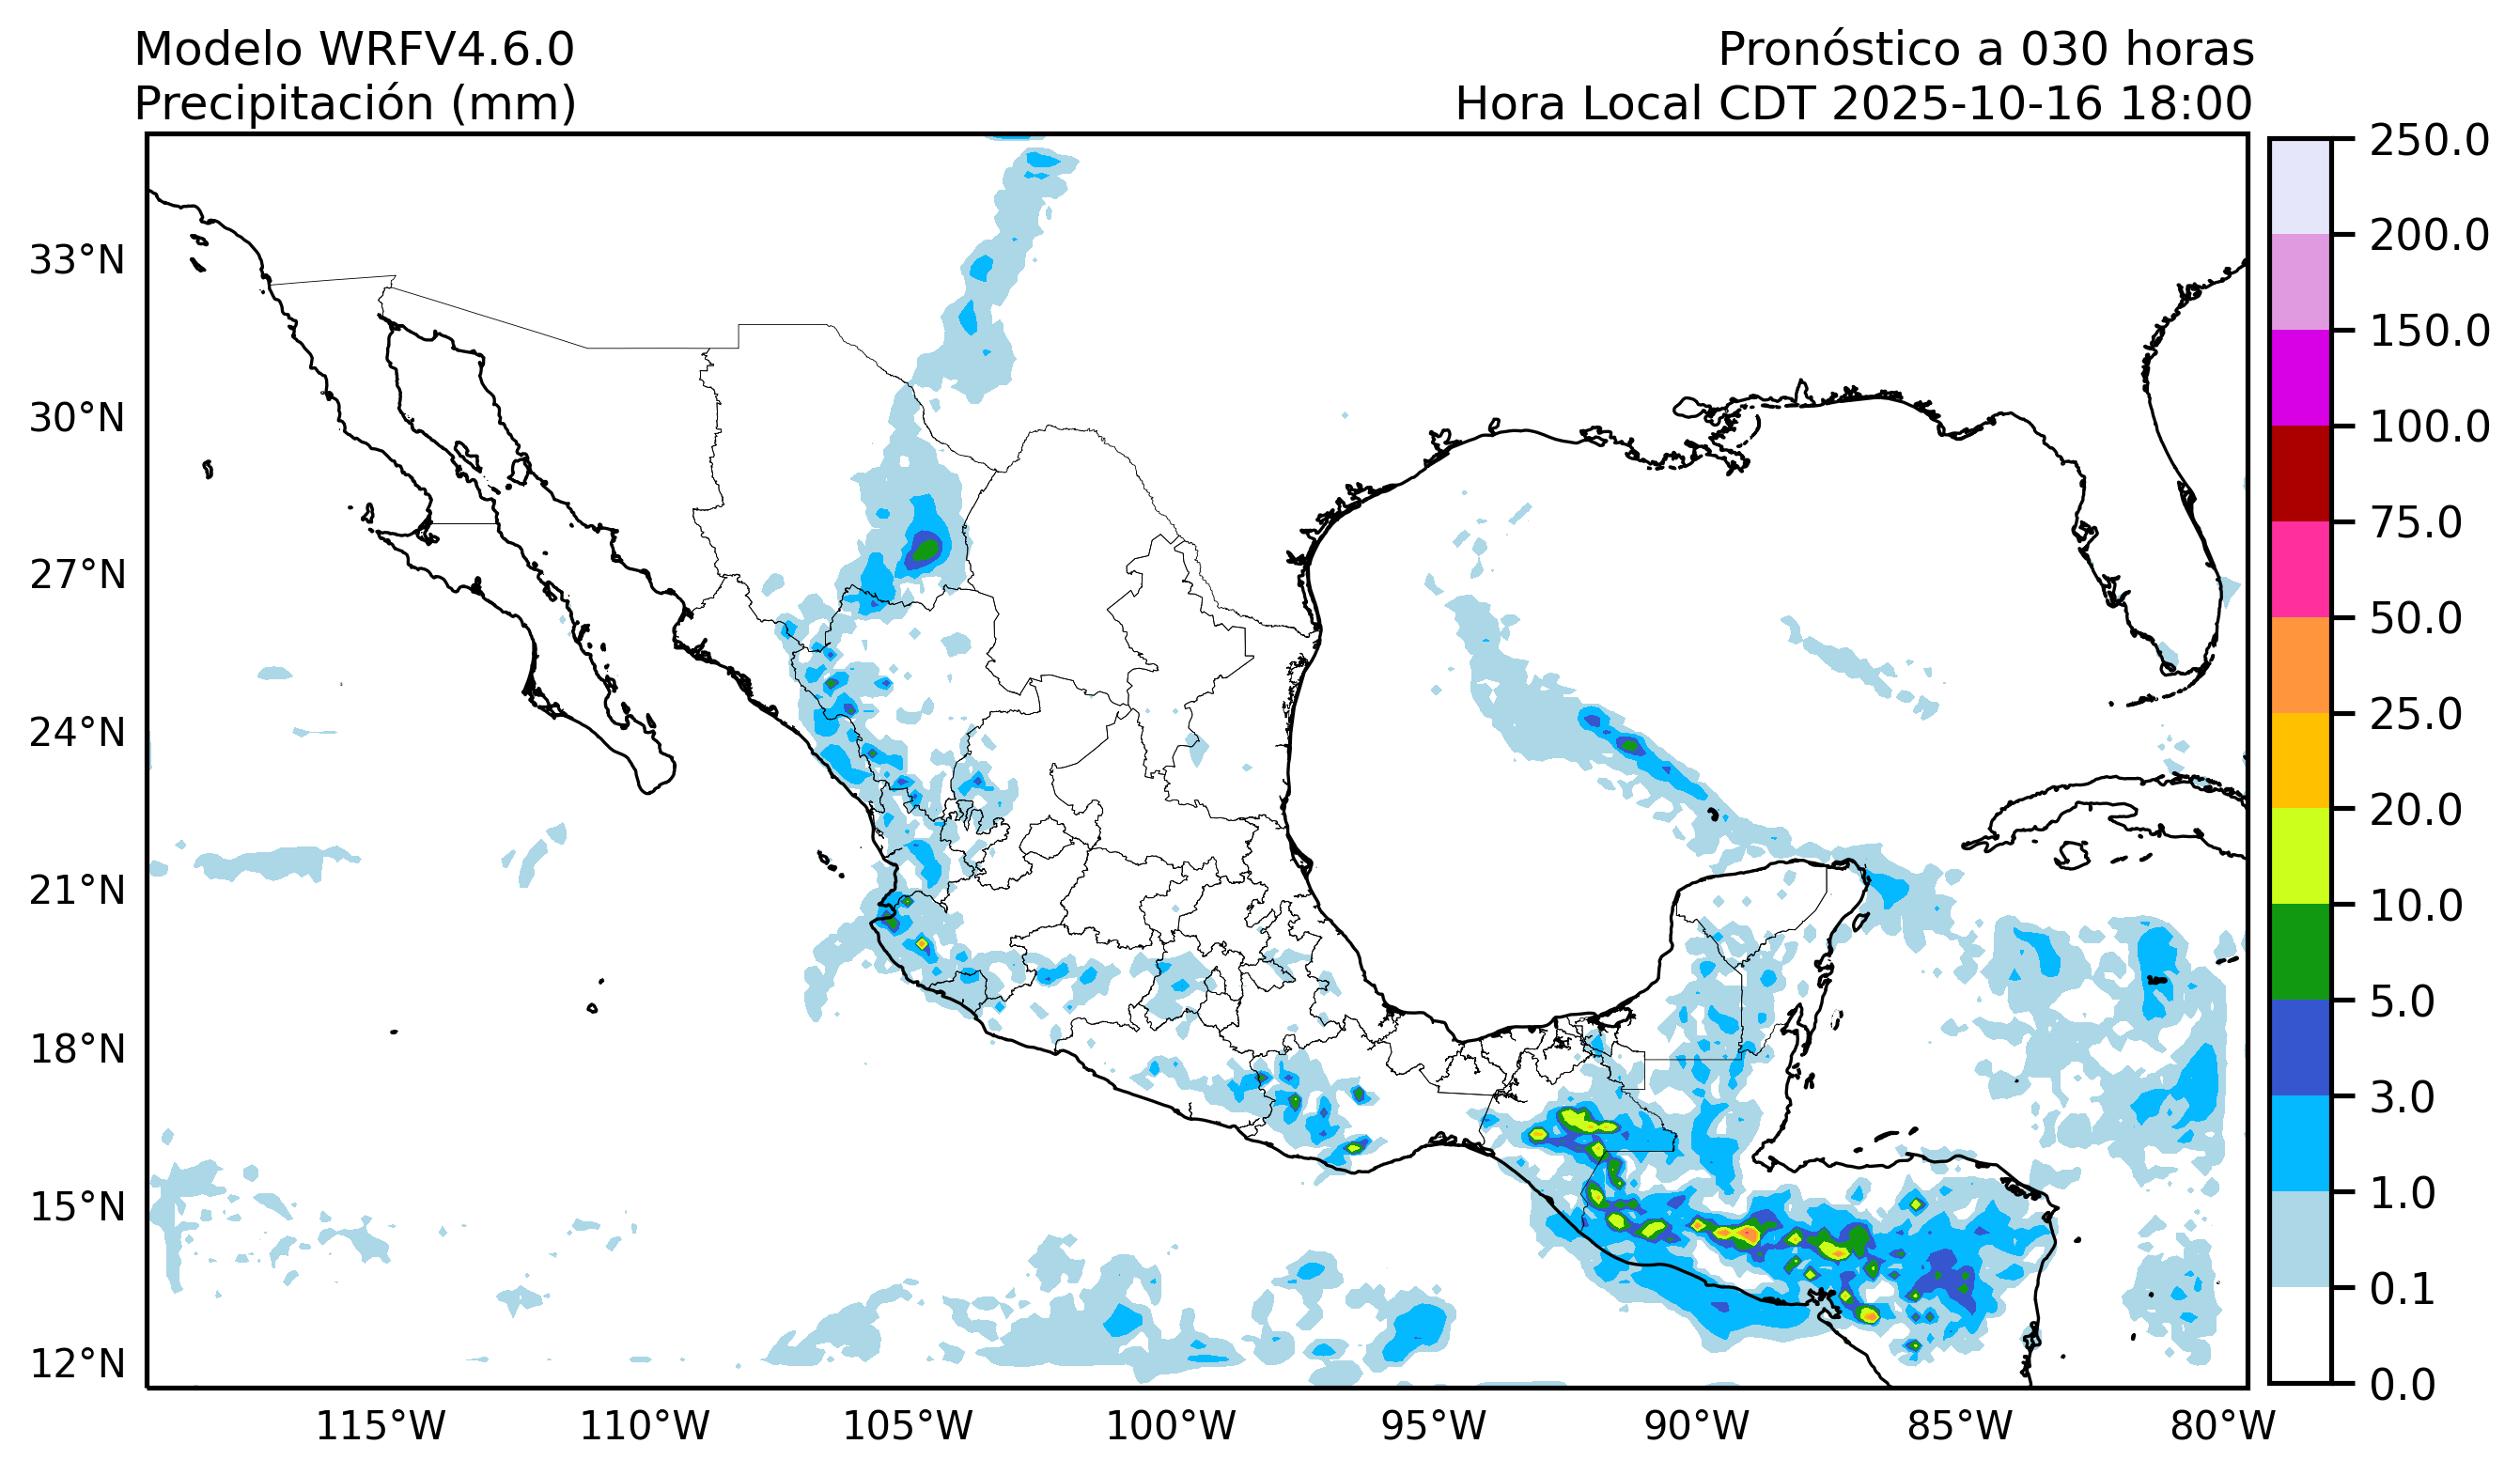 Modelo WRFV4.6.0
Precipitación (mm)
Pronóstico a 030 horas
Hora Local CDT 2025-10-16 18:00
33°N
30°N
27°N
24°N
21°N
18°N
15°N
12°N
115°W
110°W
105°W
100°W
95°W
90°W
85°W
80°W
250.0
200.0
150.0
100.0
75.0
50.0
25.0
20.0
10.0
5.0
3.0
1.0
0.1
0.0